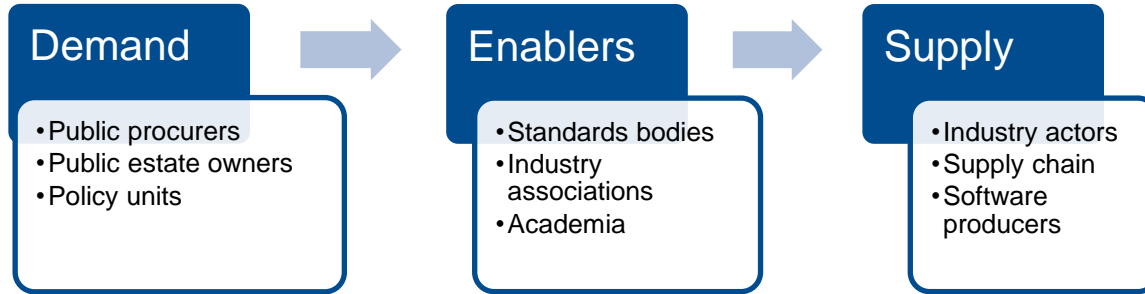 Demand
•Public procurers
•Public estate owners
•Policy units
Enablers
•Standards bodies
•Industry
associations
•Academia
Supply
•Industry actors
•Supply chain
•Software
producers